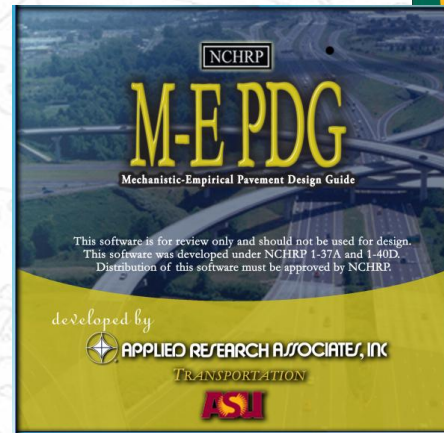 NCHRP
M-E PDG
Mechanistic-Empirical Pavement Design Guide
This software is for review only and should not be used for design.
This software was developed under NCHRP 1-37A and 1-40D.
Distribution of this software must be approved by NCHRP.
developed by
APPLIED RESEARCH ASSOCIATES, INC
TRANSPORTATION
ASU